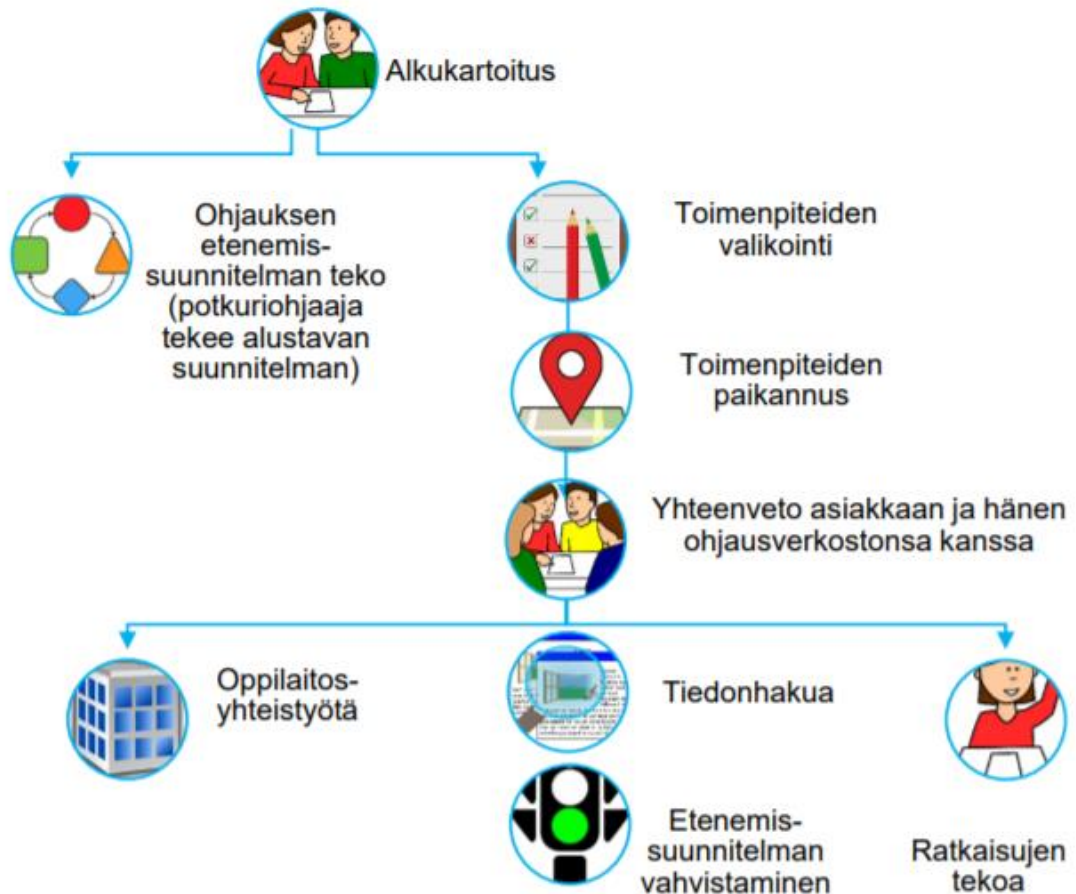 Alkukartoitus
Ohjauksen
etenemis-
suunnitelman teko
(potkuriohjaaja
tekee alustavan
suunnitelman)
Toimenpiteiden
valikointi
Toimenpiteiden
paikannus
Yhteenveto asiakkaan ja hänen
ohjausverkostonsa kanssa
Oppilaitos-
yhteistyötä
Tiedonhakua
Etenemis-
suunnitelman
vahvistaminen
Ratkaisujen
tekoa